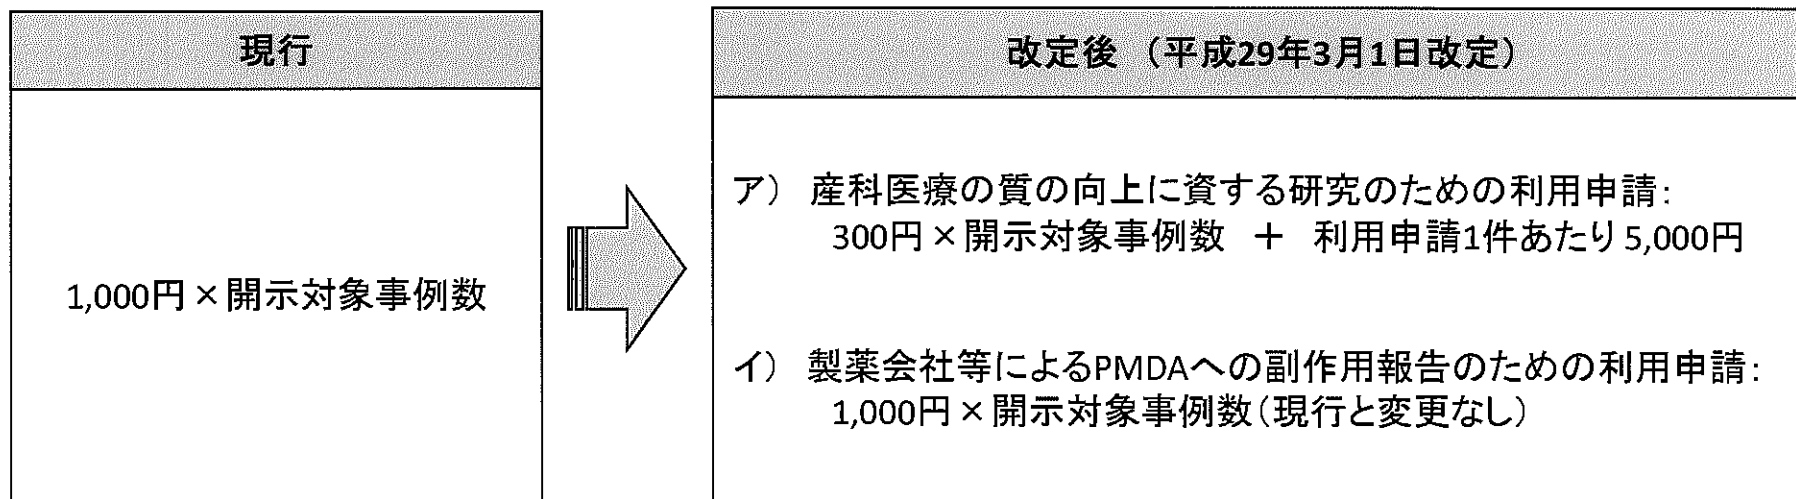 現行
1,000円×開示対象事例数
改定後 （平成29年3月1日改定）
ア） 産科医療の質の向上に資する研究のための利用申請：
300円×開示対象事例数 ＋ 利用申請1件あたり 5,000円
イ） 製薬会社等によるPMDAへの副作用報告のための利用申請：
1,000円×開示対象事例数（現行と変更なし）